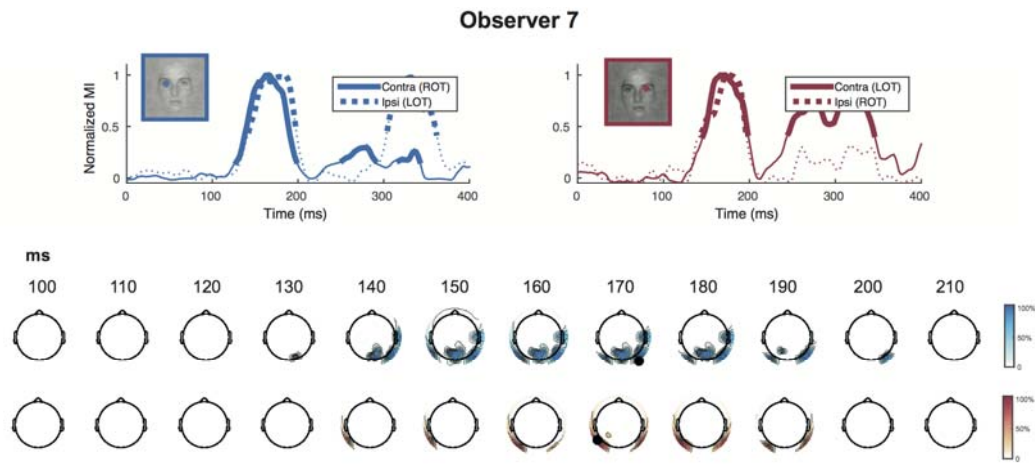 Observer 7
Normalized MI
1
0.5
0
0
100
200
300
400
Time (ms)
Contra (ROT)
Ipsi (LOT)
1
0.5
0
0
100
200
300
400
Time (ms)
Contra (LOT)
Ipsi (ROT)
ms
100 110 120 130 140 150 160 170 180 190 200 210
100%
50%
0%
100%
50%
0%